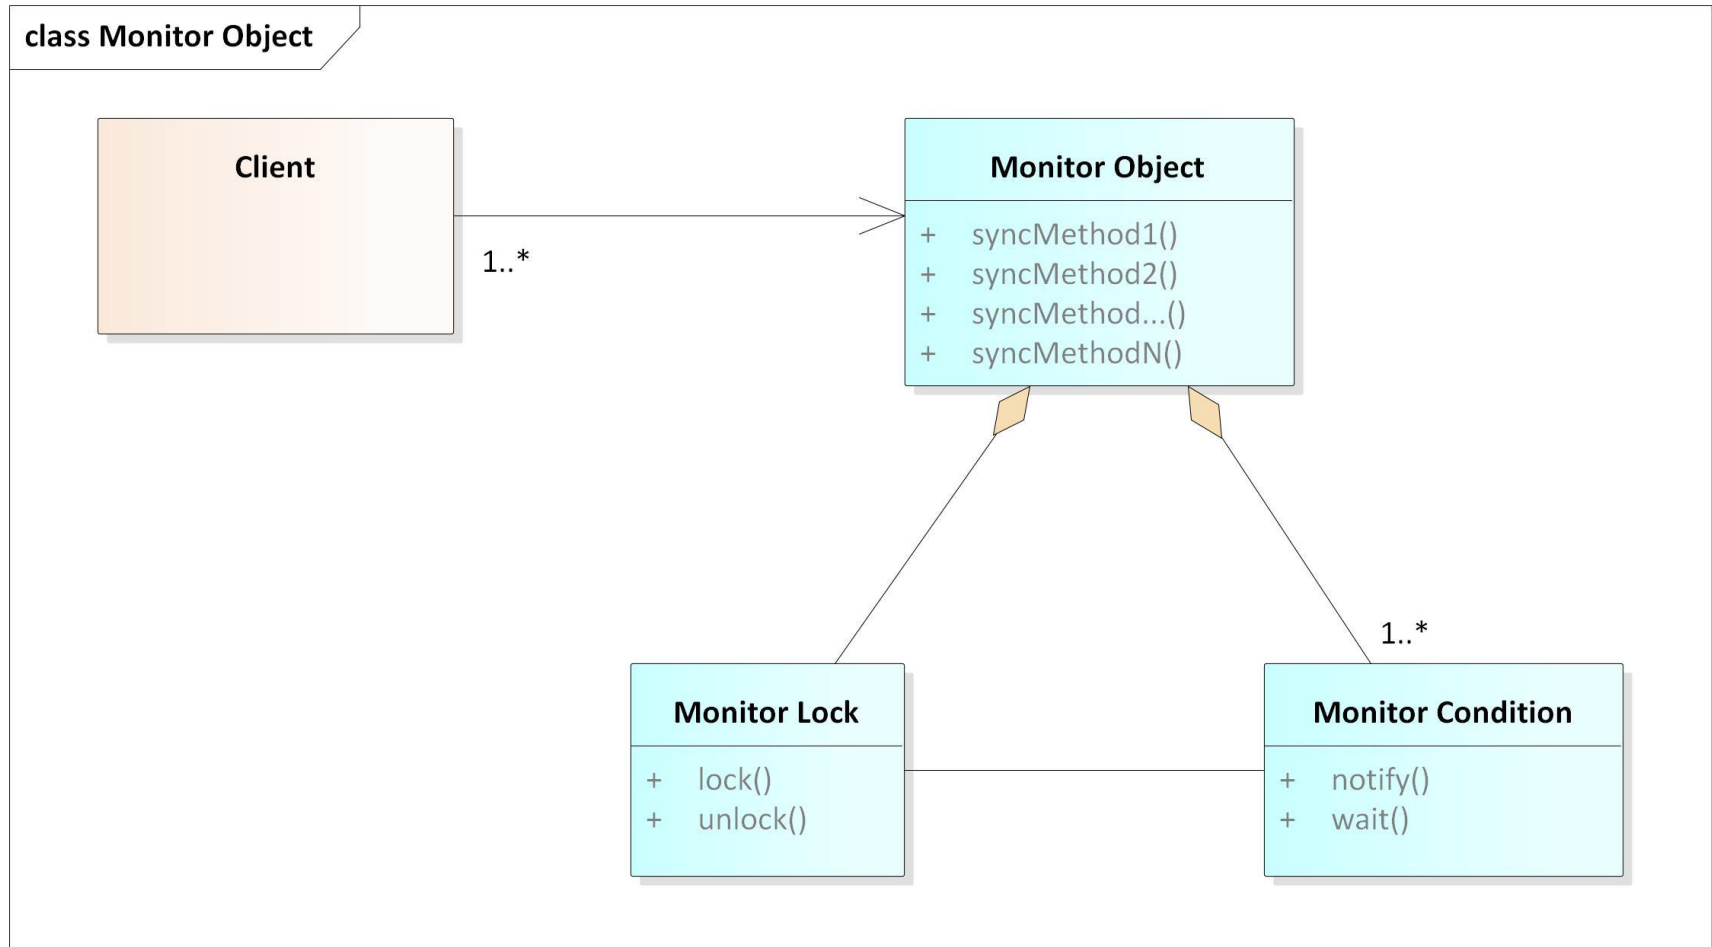 class Monitor Object
Client
1..*
Monitor Object
+ syncMethod1()
+ syncMethod2()
+ syncMethod...()
+ syncMethodN()
1..*
Monitor Lock
+ lock()
+ unlock()
Monitor Condition
+ notify()
+ wait()